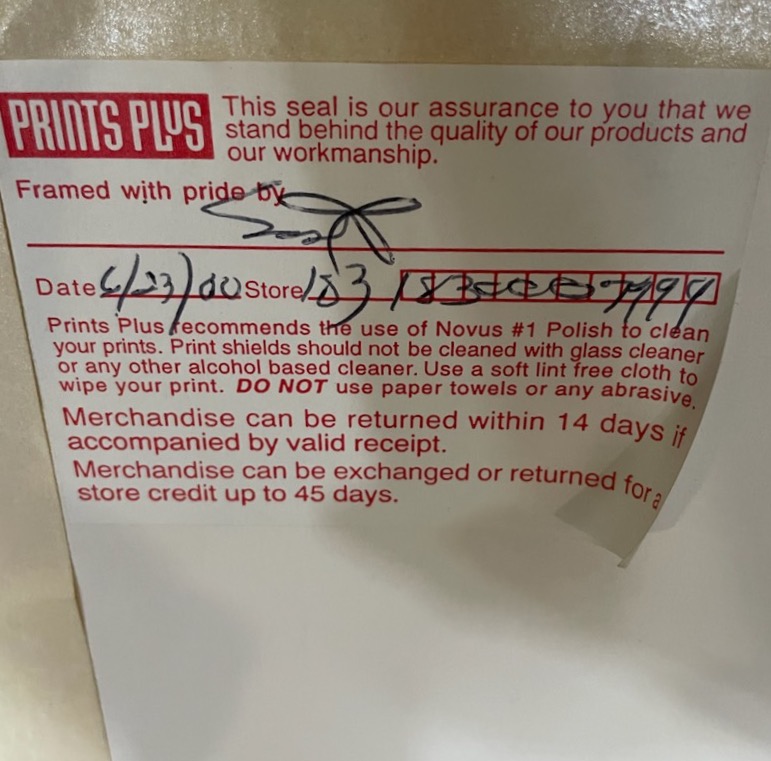 PRINTS PLUS
This seal is our assurance to you that we
stand behind the quality of our products and
our workmanship.
Framed with pride by
Date 6/23/00 Store 183
Prints Plus recommends the use of Novus #1 Polish to clean
your prints. Print shields should not be cleaned with glass cleaner
or any other alcohol based cleaner. Use a soft lint free cloth to
wipe your print. DO NOT use paper towels or any abrasive.
Merchandise can be returned within 14 days if
accompanied by valid receipt.
Merchandise can be exchanged or returned for a
store credit up to 45 days.